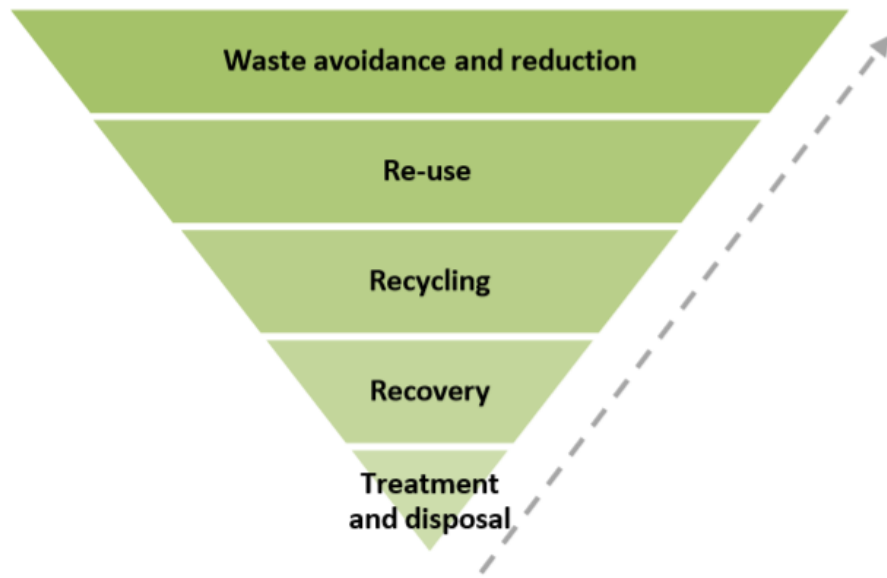 Waste avoidance and reduction
Re-use
Recycling
Recovery
Treatment
and disposal